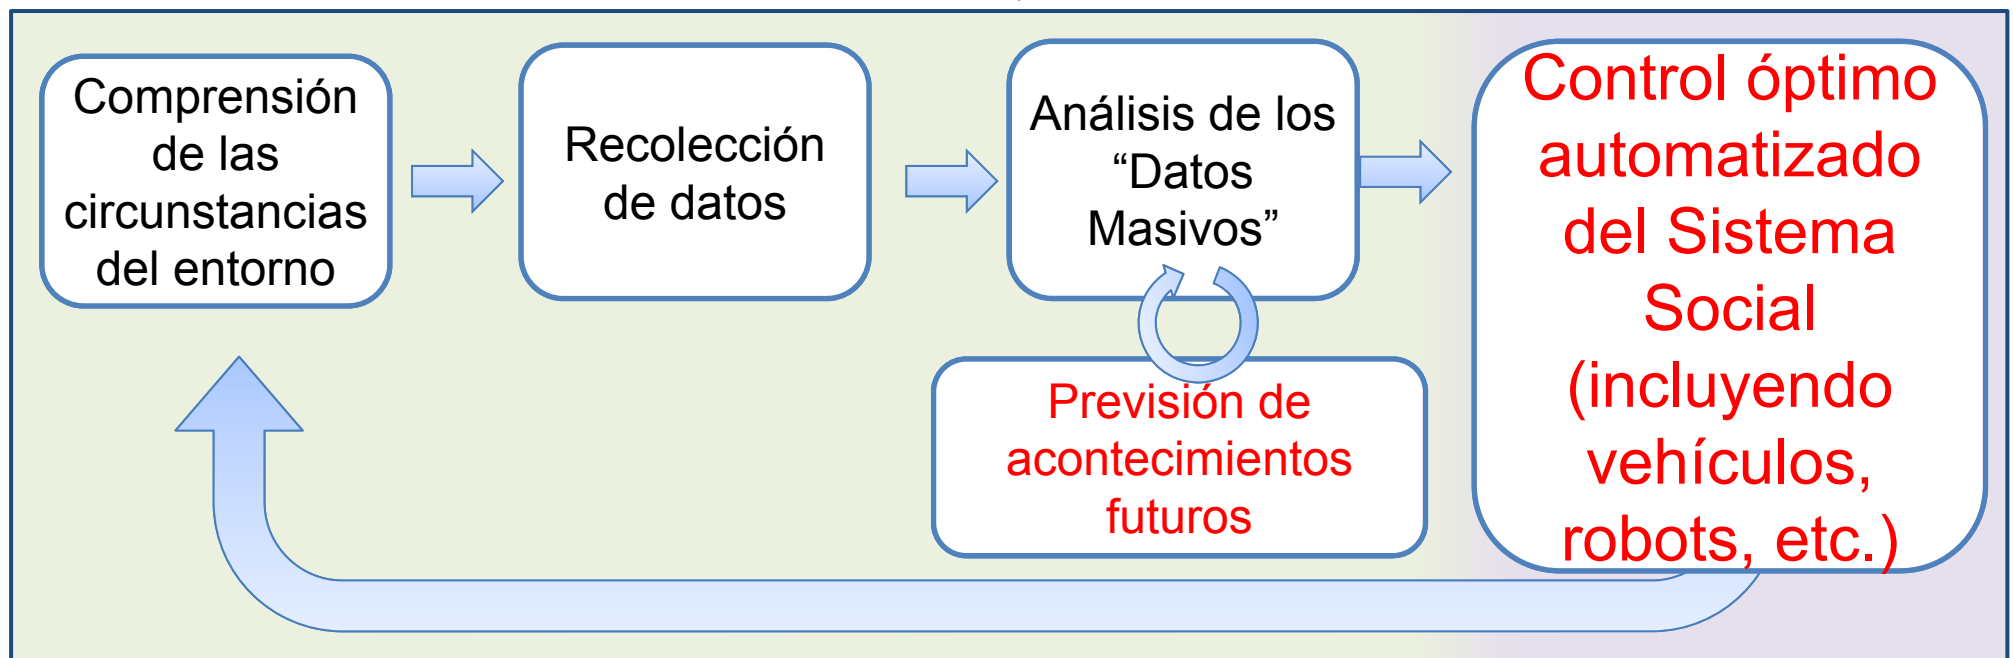 Comprensión
de las
circunstancias
del entorno
Recolección
de datos
Análisis de los
“Datos
Masivos”
Previsión de
acontecimientos
futuros
Control óptimo
automatizado
del Sistema
Social
(incluyendo
vehículos,
robots, etc.)